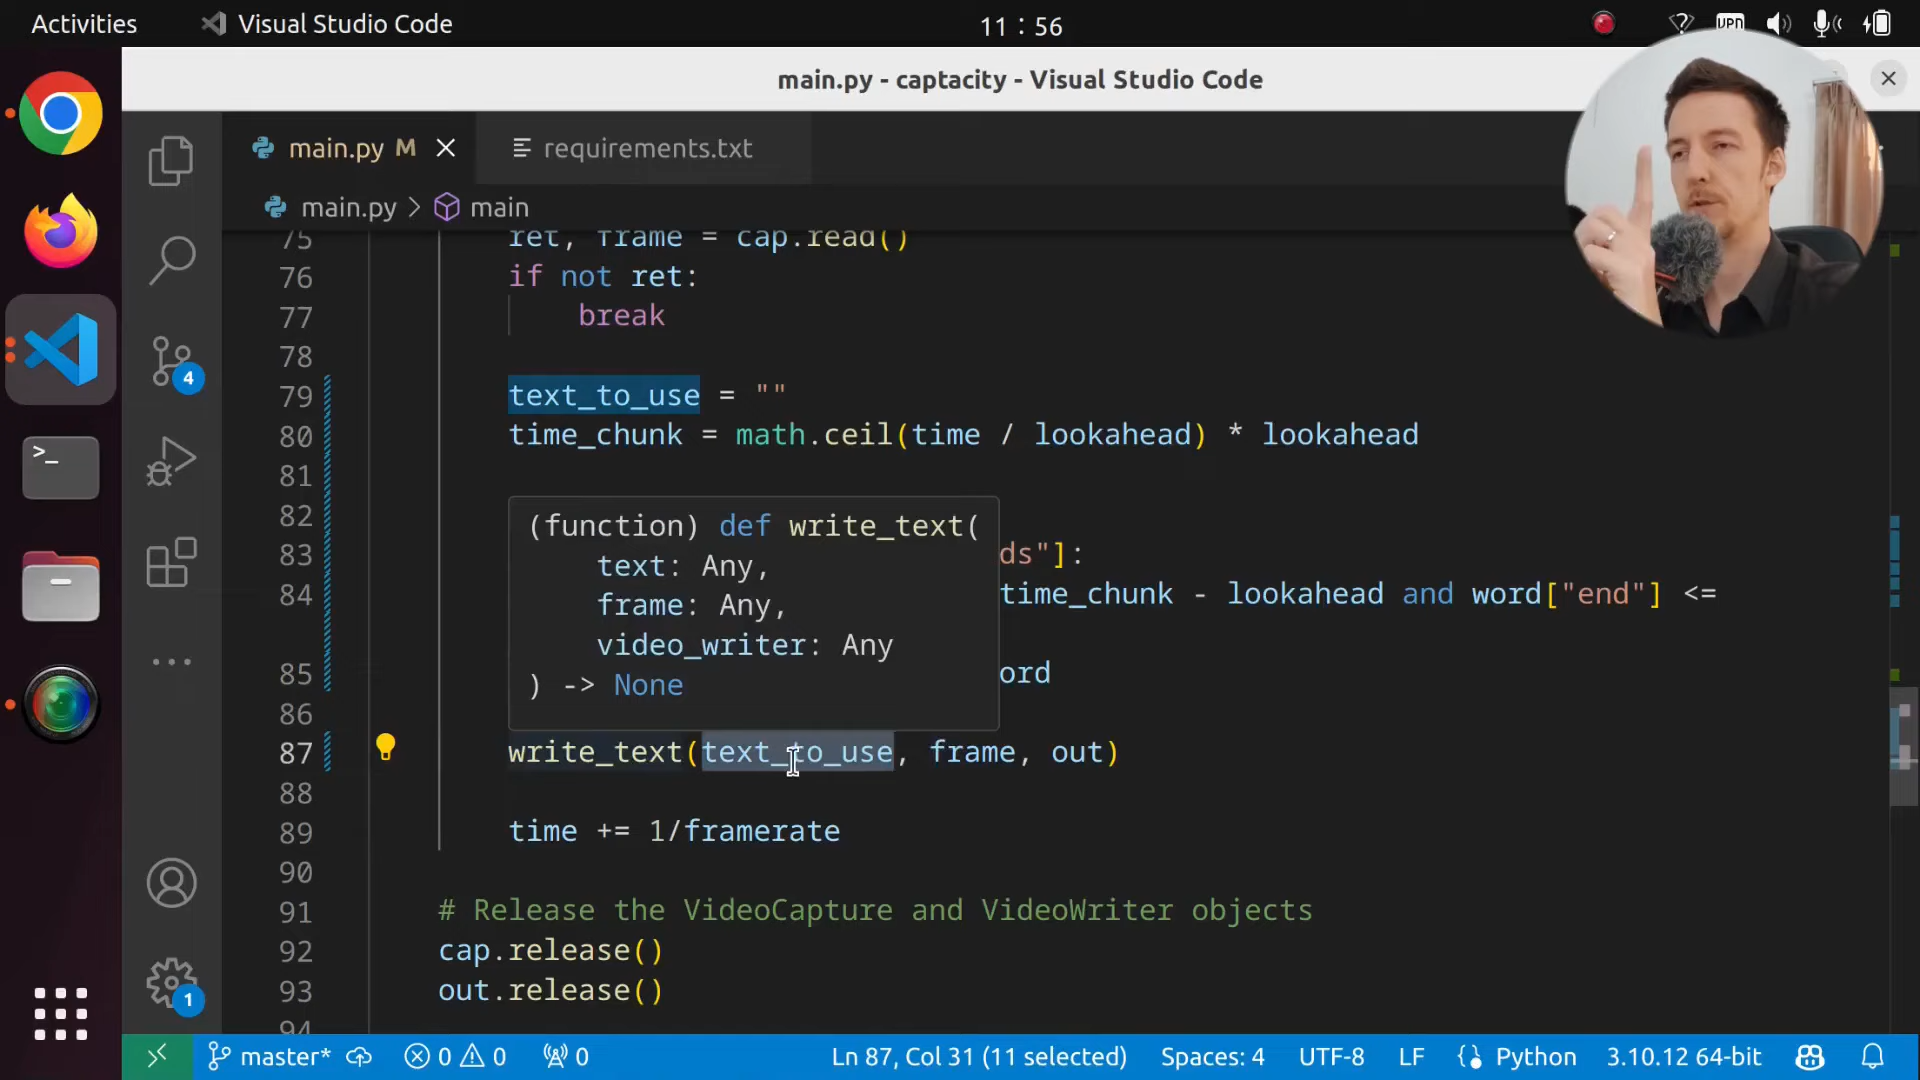 Activities
Visual Studio Code
11 : 56
VPN
main.py - captacity - Visual Studio Code
main.py M
requirements.txt
main.py > main
75 ret, frame = cap.read()
76 if not ret:
77 break
78
79 text_to_use = ""
80 time_chunk = math.ceil(time / lookahead) * lookahead
81
82
83 ds"]:
84 time_chunk - lookahead and word["end"] <=
85 ord
86
(function) def write_text(
text: Any,
frame: Any,
video_writer: Any
) -> None
87 write_text(text_to_use, frame, out)
88
89 time += 1/framerate
90
91 # Release the VideoCapture and VideoWriter objects
92 cap.release()
93 out.release()
94
4
1
master*
0 0
0
Ln 87, Col 31 (11 selected)
Spaces: 4
UTF-8
LF
Python
3.10.12 64-bit